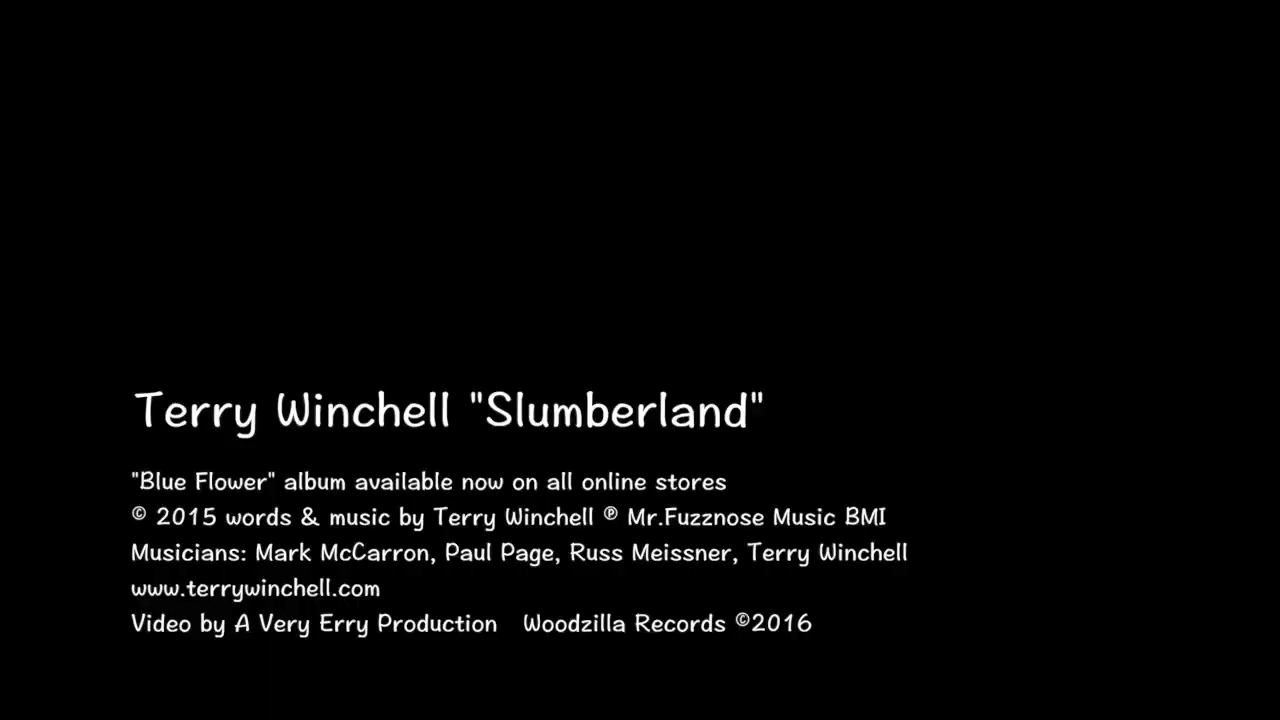 Terry Winchell "Slumberland"
"Blue Flower" album available now on all online stores
© 2015 words & music by Terry Winchell ℗ Mr.Fuzznose Music BMI
Musicians: Mark McCarron, Paul Page, Russ Meissner, Terry Winchell
www.terrywinchell.com
Video by A Very Erry Production   Woodzilla Records ©2016